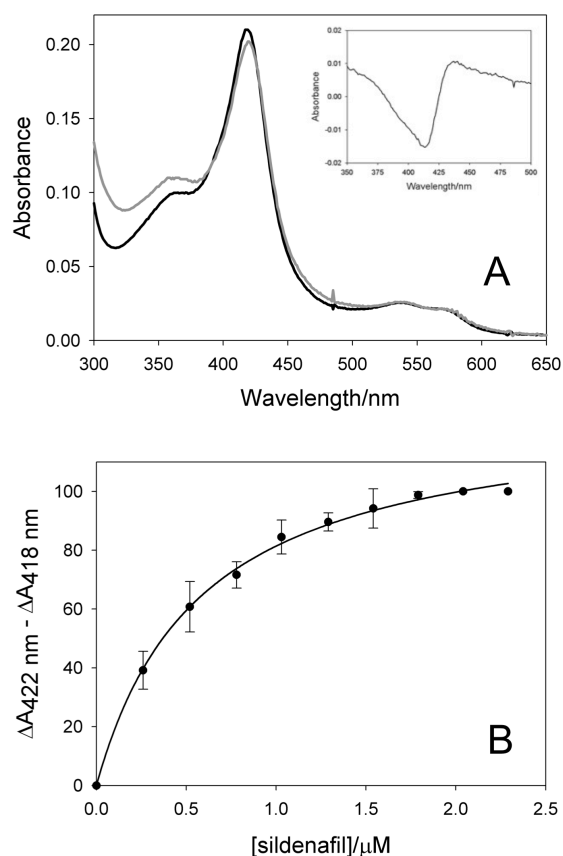 0.20
0.15
0.10
0.05
0.00
Absorbance
300 350 400 450 500 550 600 650
Wavelength/nm
A
0.02
0.01
0.00
-0.01
-0.02
Absorbance
350 375 400 425 450 475 500
Wavelength/nm
100
80
60
40
20
0
ΔA422 nm - ΔA418 nm
0.0 0.5 1.0 1.5 2.0 2.5
[sildenafil]/μM
B